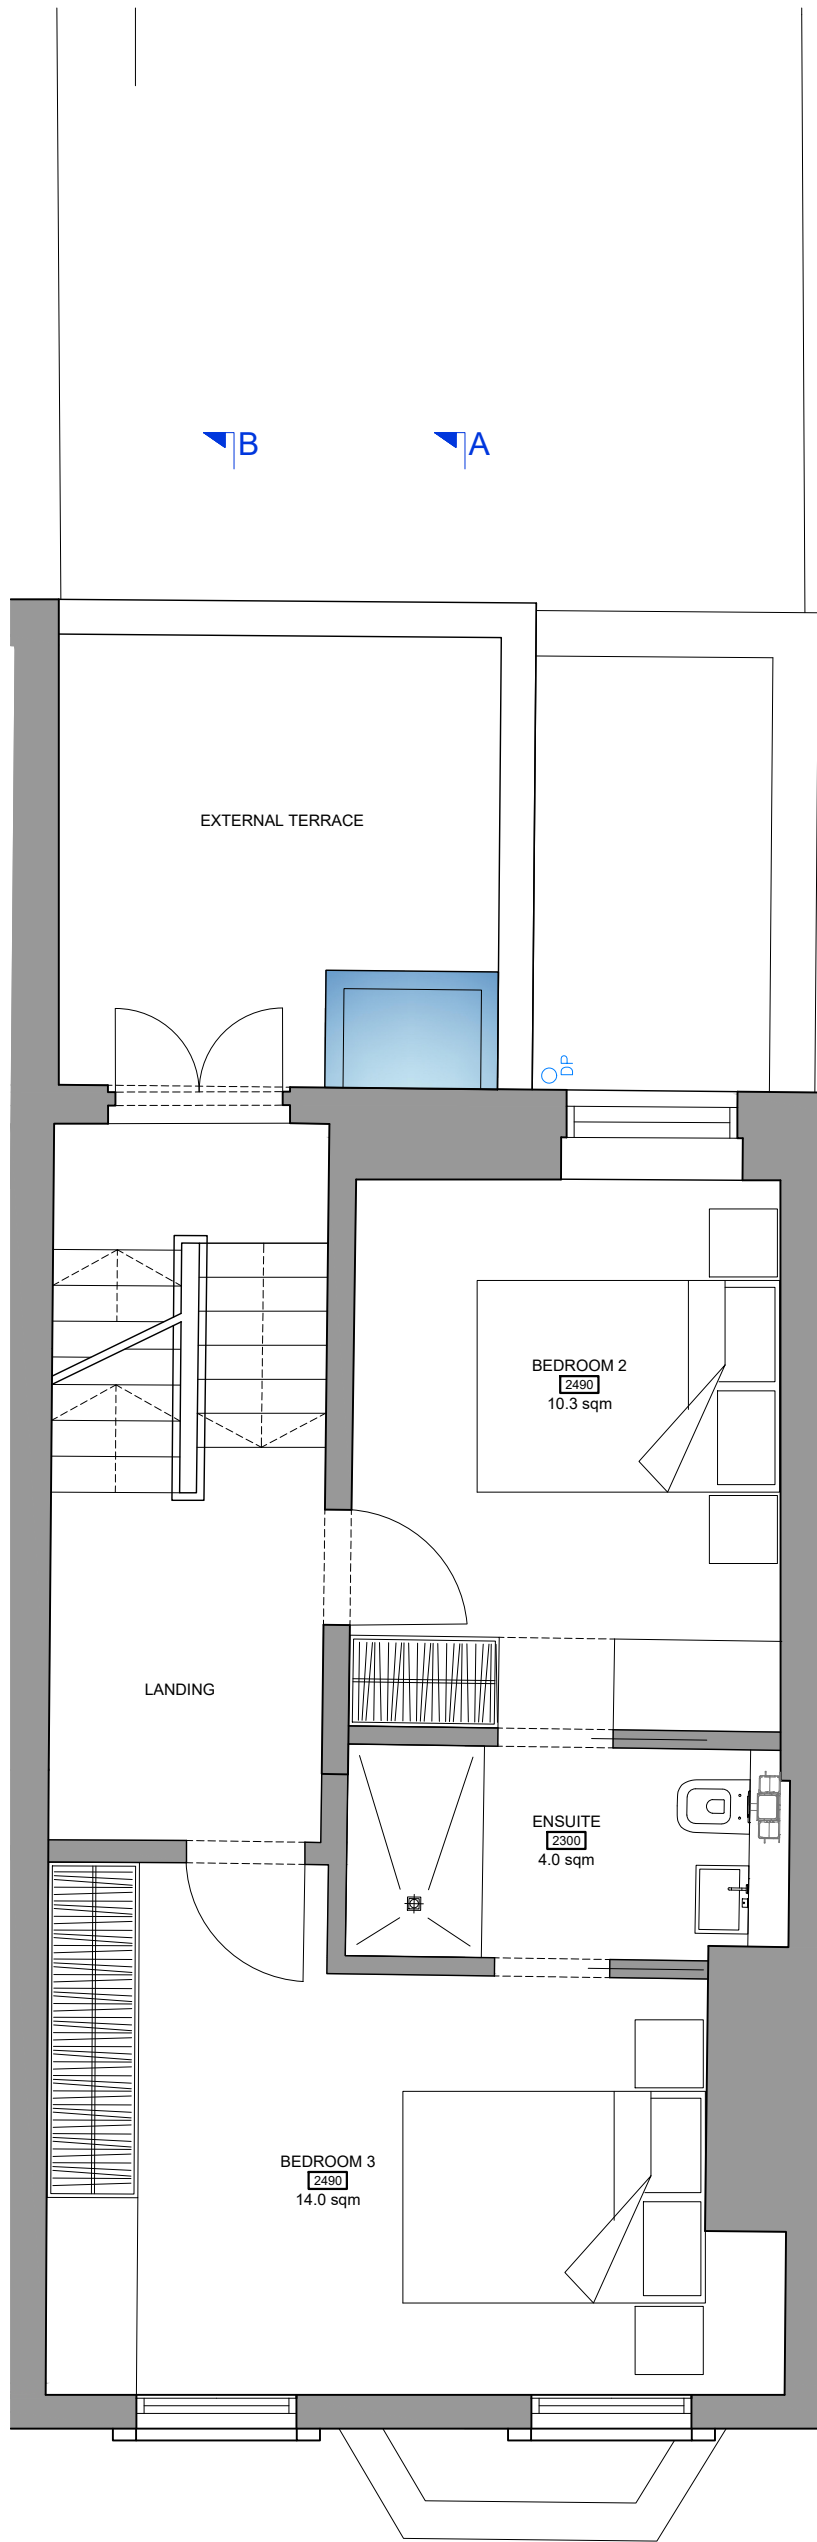 B
A
EXTERNAL TERRACE
DP
BEDROOM 2
2490
10.3 sqm
LANDING
ENSUITE
2300
4.0 sqm
BEDROOM 3
2490
14.0 sqm